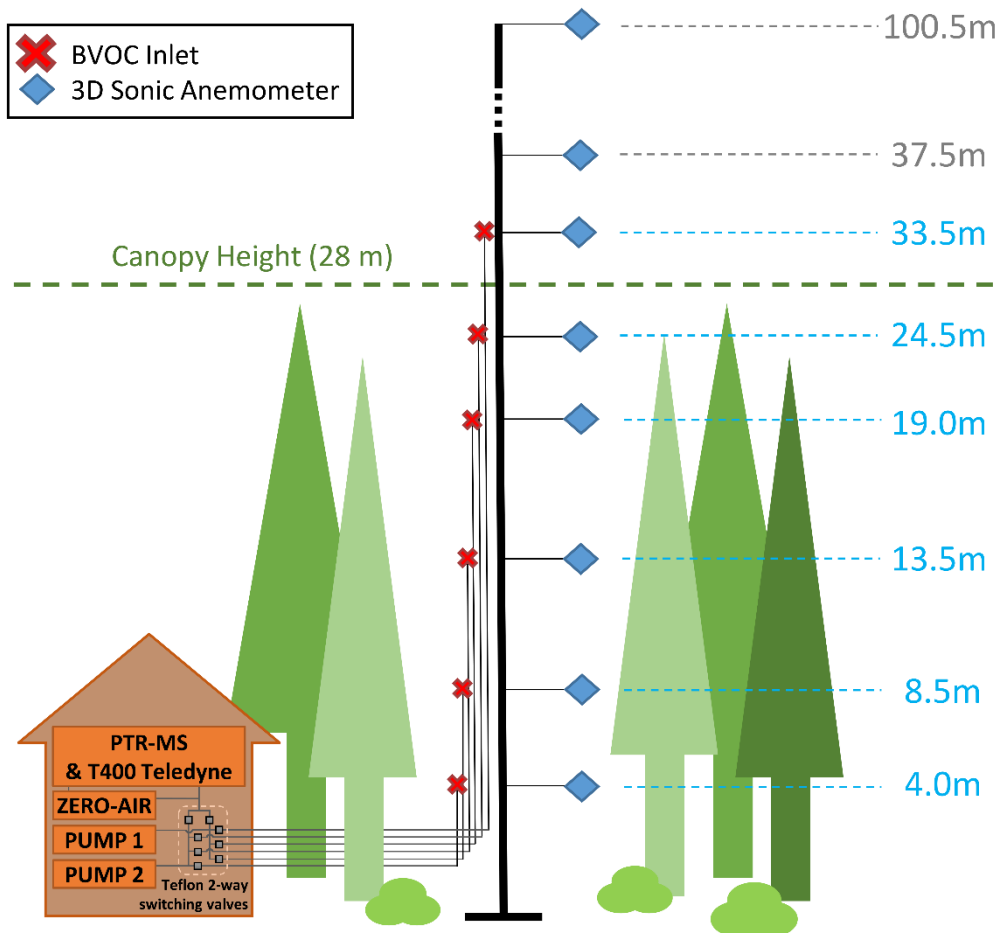 BVOC Inlet
3D Sonic Anemometer
100.5m
37.5m
33.5m
Canopy Height (28 m)
24.5m
19.0m
13.5m
8.5m
4.0m
PTR-MS
& T400 Teledyne
ZERO-AIR
PUMP 1
PUMP 2
Teflon 2-way
switching valves